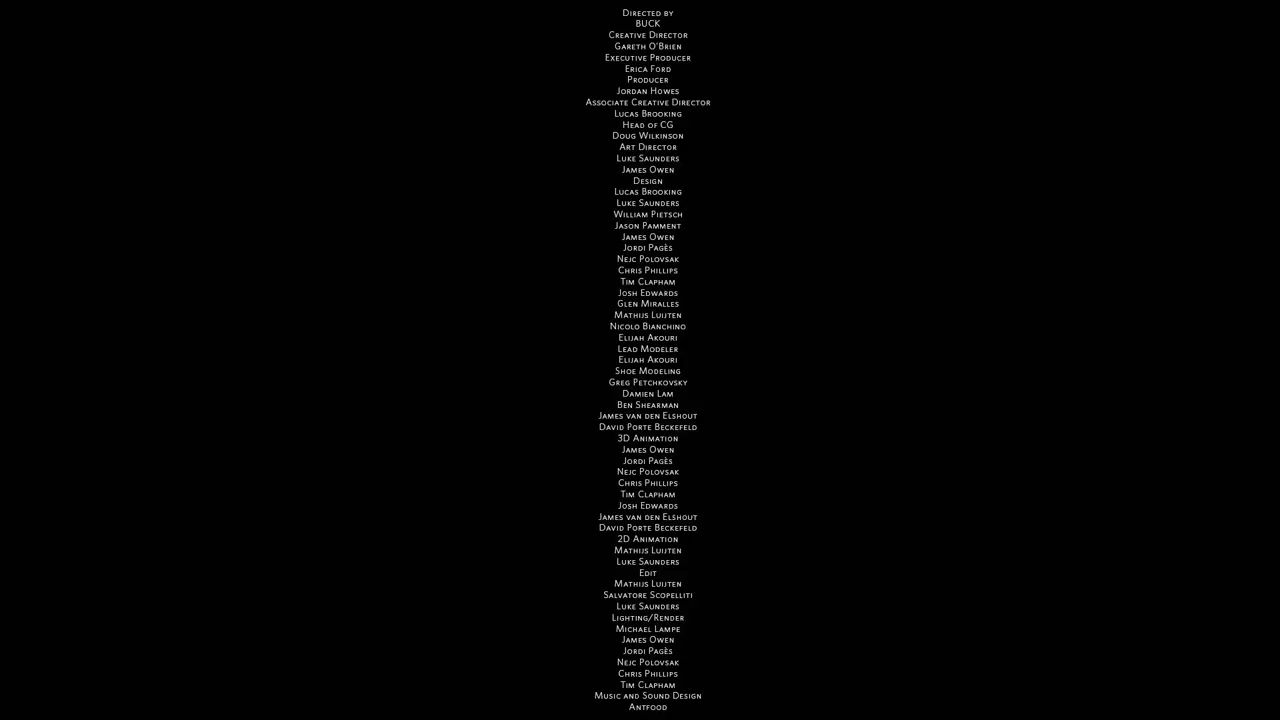 Directed by
BUCK
Creative Director
Gareth O'Brien
Executive Producer
Erica Ford
Producer
Jordan Howes
Associate Creative Director
Lucas Brooking
Head of CG
Doug Wilkinson
Art Director
Luke Saunders
James Owen
Design
Lucas Brooking
Luke Saunders
William Pietsch
Jason Pamment
James Owen
Jordi Pagès
Nejc Polovsak
Chris Phillips
Tim Clapham
Josh Edwards
Glen Miralles
Mathijs Luijten
Nicolo Bianchino
Elijah Akouri
Lead Modeler
Elijah Akouri
Shoe Modeling
Greg Petchkovsky
Damien Lam
Ben Shearman
James van den Elshout
David Porte Beckefeld
3D Animation
James Owen
Jordi Pagès
Nejc Polovsak
Chris Phillips
Tim Clapham
Josh Edwards
James van den Elshout
David Porte Beckefeld
2D Animation
Mathijs Luijten
Luke Saunders
Edit
Mathijs Luijten
Salvatore Scopelliti
Luke Saunders
Lighting/Render
Michael Lampe
James Owen
Jordi Pagès
Nejc Polovsak
Chris Phillips
Tim Clapham
Music and Sound Design
Antfood